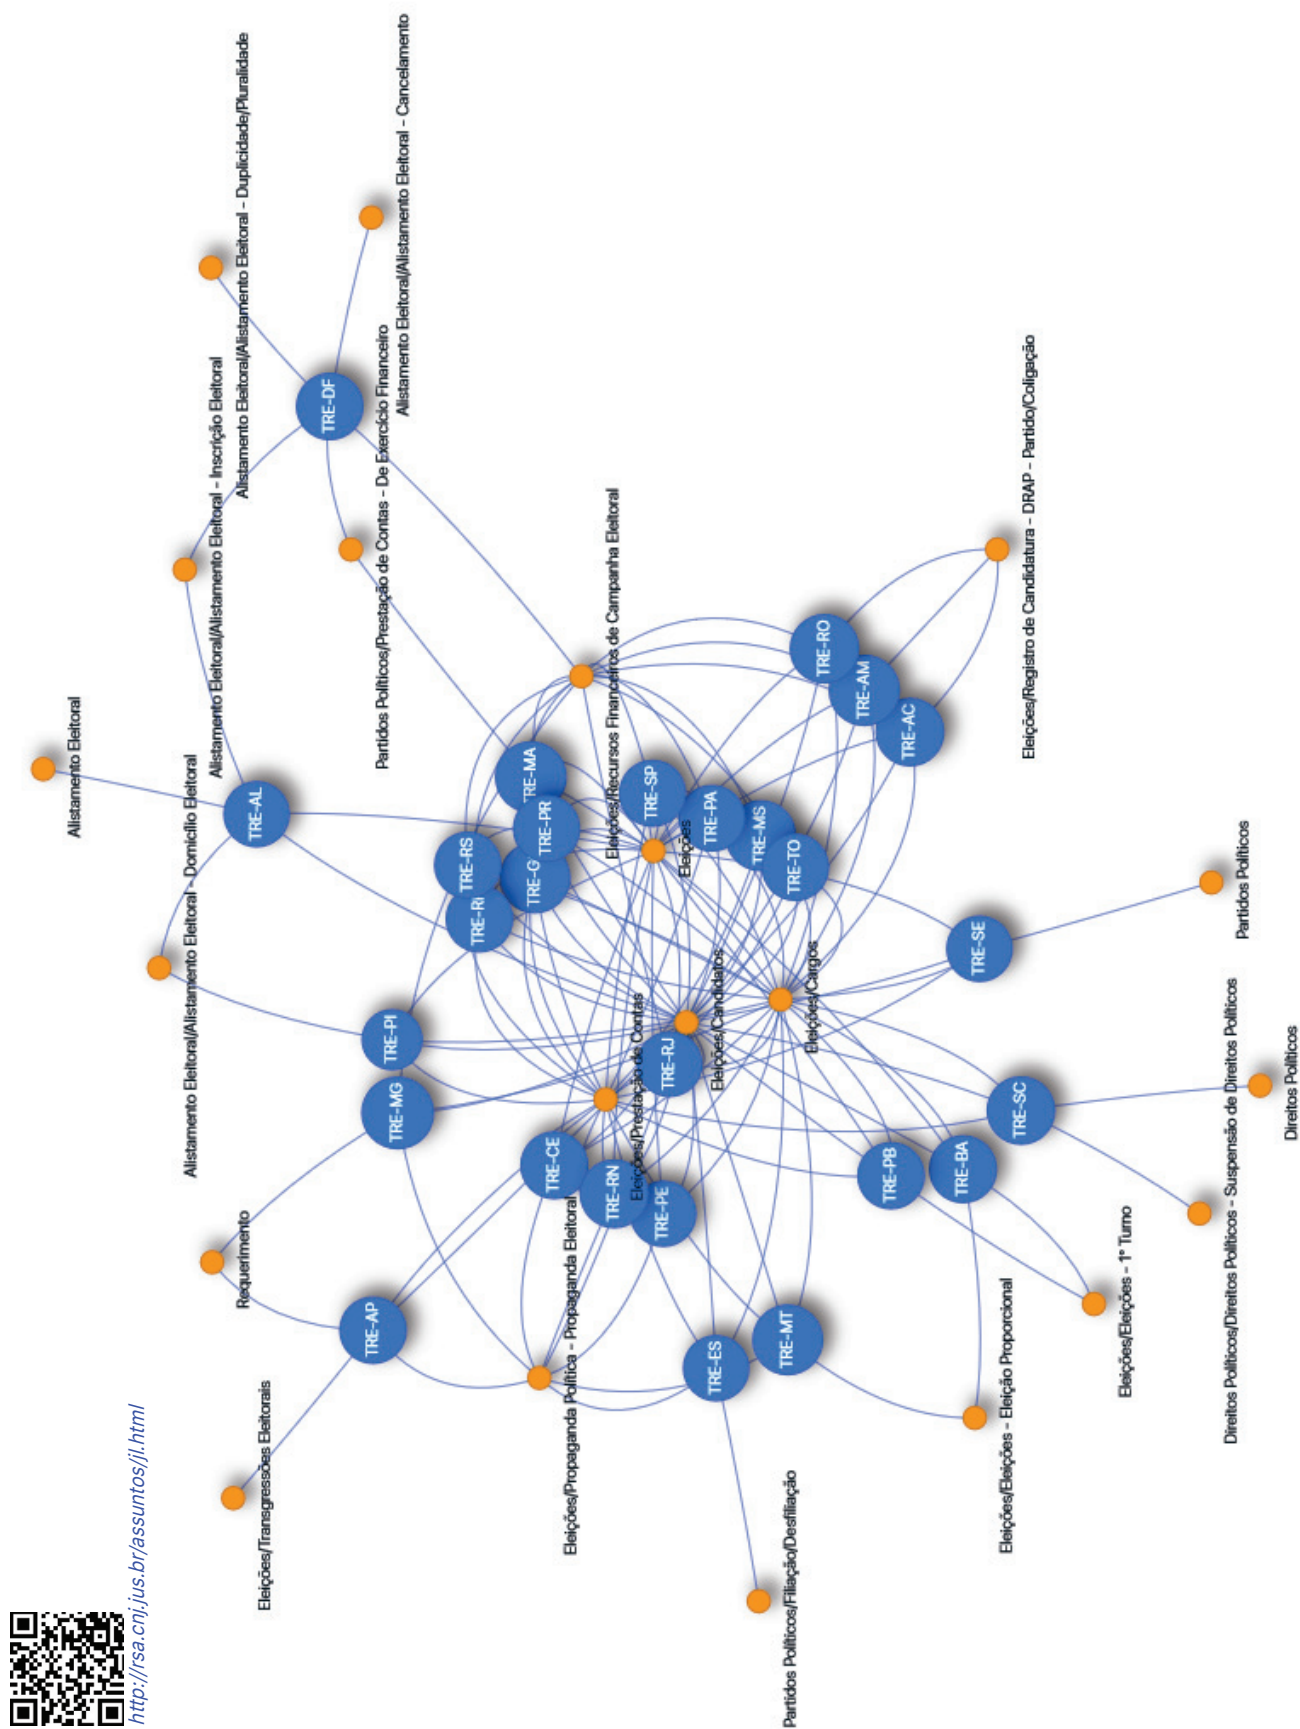 http://rsa.cnj.jus.br/assuntos/jl.html
Eleições/Transgressões Eleitorais
Requerimento
Alistamento Eleitoral/Alistamento Eleitoral - Domicílio Eleitoral
Alistamento Eleitoral
Alistamento Eleitoral/Alistamento Eleitoral - Inscrição Eleitoral
Alistamento Eleitoral/Alistamento Eleitoral - Duplicidade/Pluralidade
Alistamento Eleitoral/Alistamento Eleitoral - Cancelamento
Partidos Políticos/Prestação de Contas - De Exercício Financeiro
TRE-AL
TRE-DF
TRE-AP
TRE-MG
TRE-PI
TRE-RS
TRE-MA
TRE-PR
TRE-CE
TRE-RN
TRE-PE
TRE-RJ
TRE-SP
TRE-PA
TRE-MS
TRE-TO
TRE-RO
TRE-AM
TRE-AC
TRE-ES
TRE-MT
TRE-PB
TRE-BA
TRE-SC
TRE-SE
Eleições/Propaganda Política - Propaganda Eleitoral
Eleições/Prestação de Contas
Eleições/Recursos Financeiros de Campanha Eleitoral
Eleições
Eleições/Candidatos
Eleições/Cargos
Partidos Políticos/Filiação/Desfiliação
Eleições/Eleições - Eleição Proporcional
Eleições/Registro de Candidatura - DRAP - Partido/Coligação
Eleições/Eleições - 1° Turno
Direitos Políticos/Direitos Políticos - Suspensão de Direitos Políticos
Partidos Políticos
Direitos Políticos